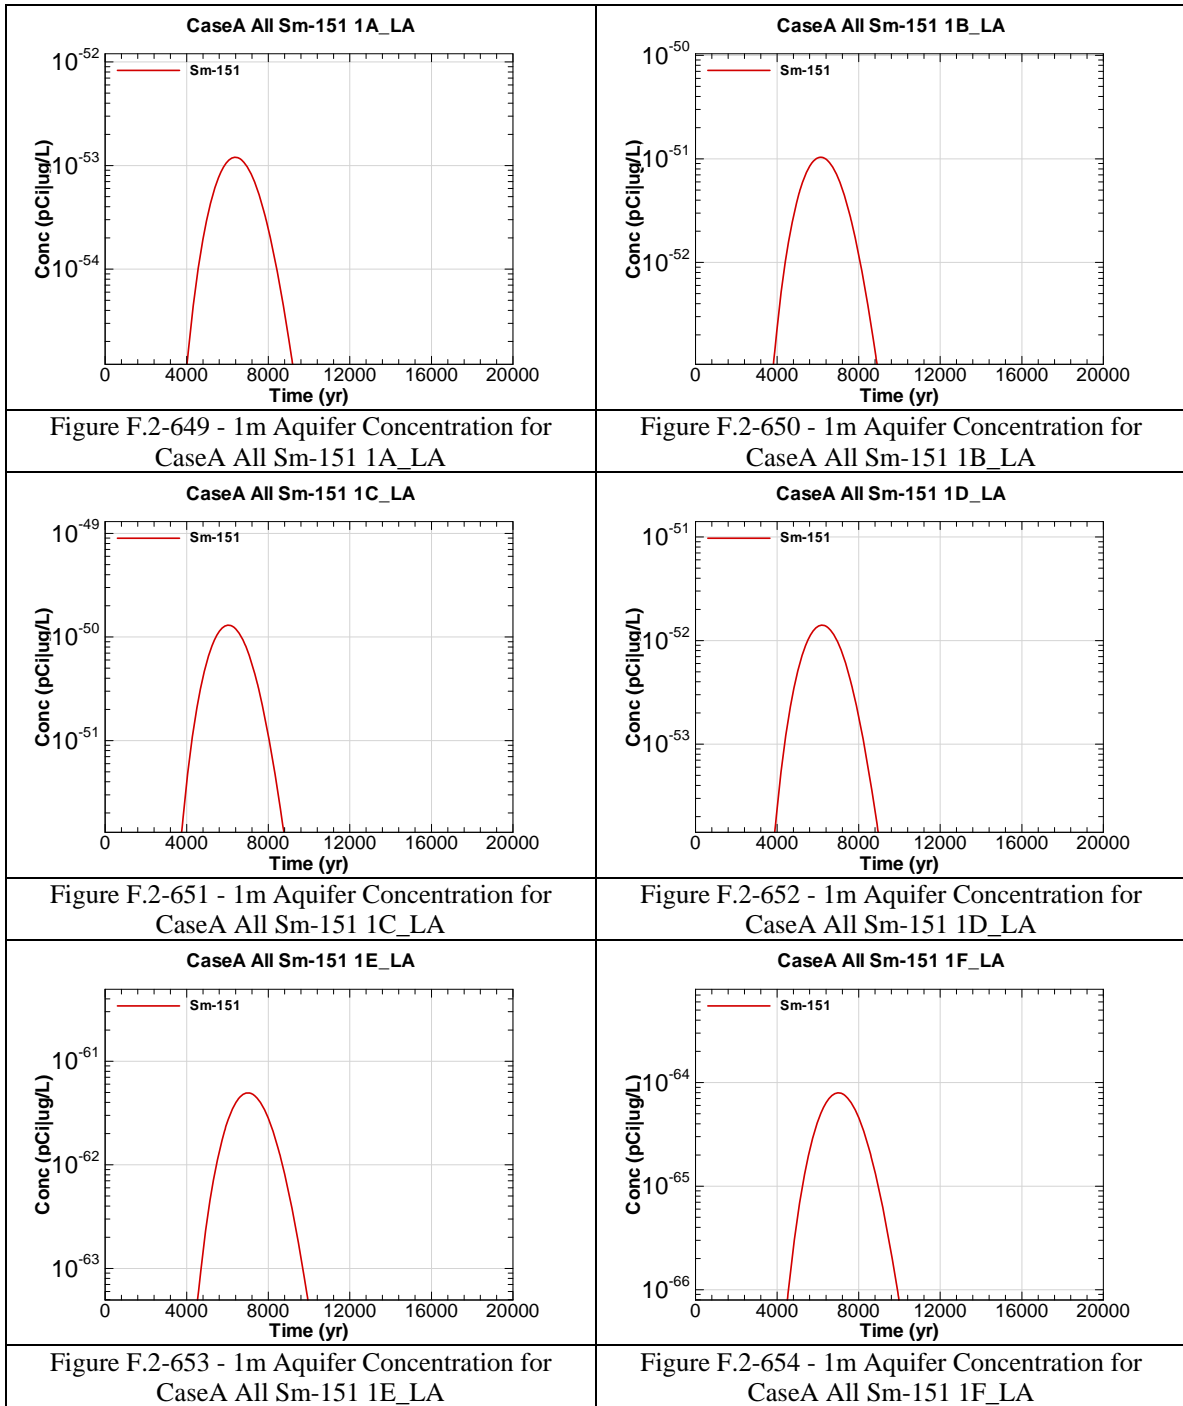 CaseA All Sm-151 1A_LA
Sm-151
10-52
10-53
10-54
Conc (pCi|ug/L)
0 4000 8000 12000 16000 20000
Time (yr)
Figure F.2-649 - 1m Aquifer Concentration for
CaseA All Sm-151 1A_LA
CaseA All Sm-151 1B_LA
Sm-151
10-50
10-51
10-52
Conc (pCi|ug/L)
0 4000 8000 12000 16000 20000
Time (yr)
Figure F.2-650 - 1m Aquifer Concentration for
CaseA All Sm-151 1B_LA
CaseA All Sm-151 1C_LA
Sm-151
10-49
10-50
10-51
Conc (pCi|ug/L)
0 4000 8000 12000 16000 20000
Time (yr)
Figure F.2-651 - 1m Aquifer Concentration for
CaseA All Sm-151 1C_LA
CaseA All Sm-151 1D_LA
Sm-151
10-51
10-52
10-53
Conc (pCi|ug/L)
0 4000 8000 12000 16000 20000
Time (yr)
Figure F.2-652 - 1m Aquifer Concentration for
CaseA All Sm-151 1D_LA
CaseA All Sm-151 1E_LA
Sm-151
10-61
10-62
10-63
Conc (pCi|ug/L)
0 4000 8000 12000 16000 20000
Time (yr)
Figure F.2-653 - 1m Aquifer Concentration for
CaseA All Sm-151 1E_LA
CaseA All Sm-151 1F_LA
Sm-151
10-64
10-65
10-66
Conc (pCi|ug/L)
0 4000 8000 12000 16000 20000
Time (yr)
Figure F.2-654 - 1m Aquifer Concentration for
CaseA All Sm-151 1F_LA